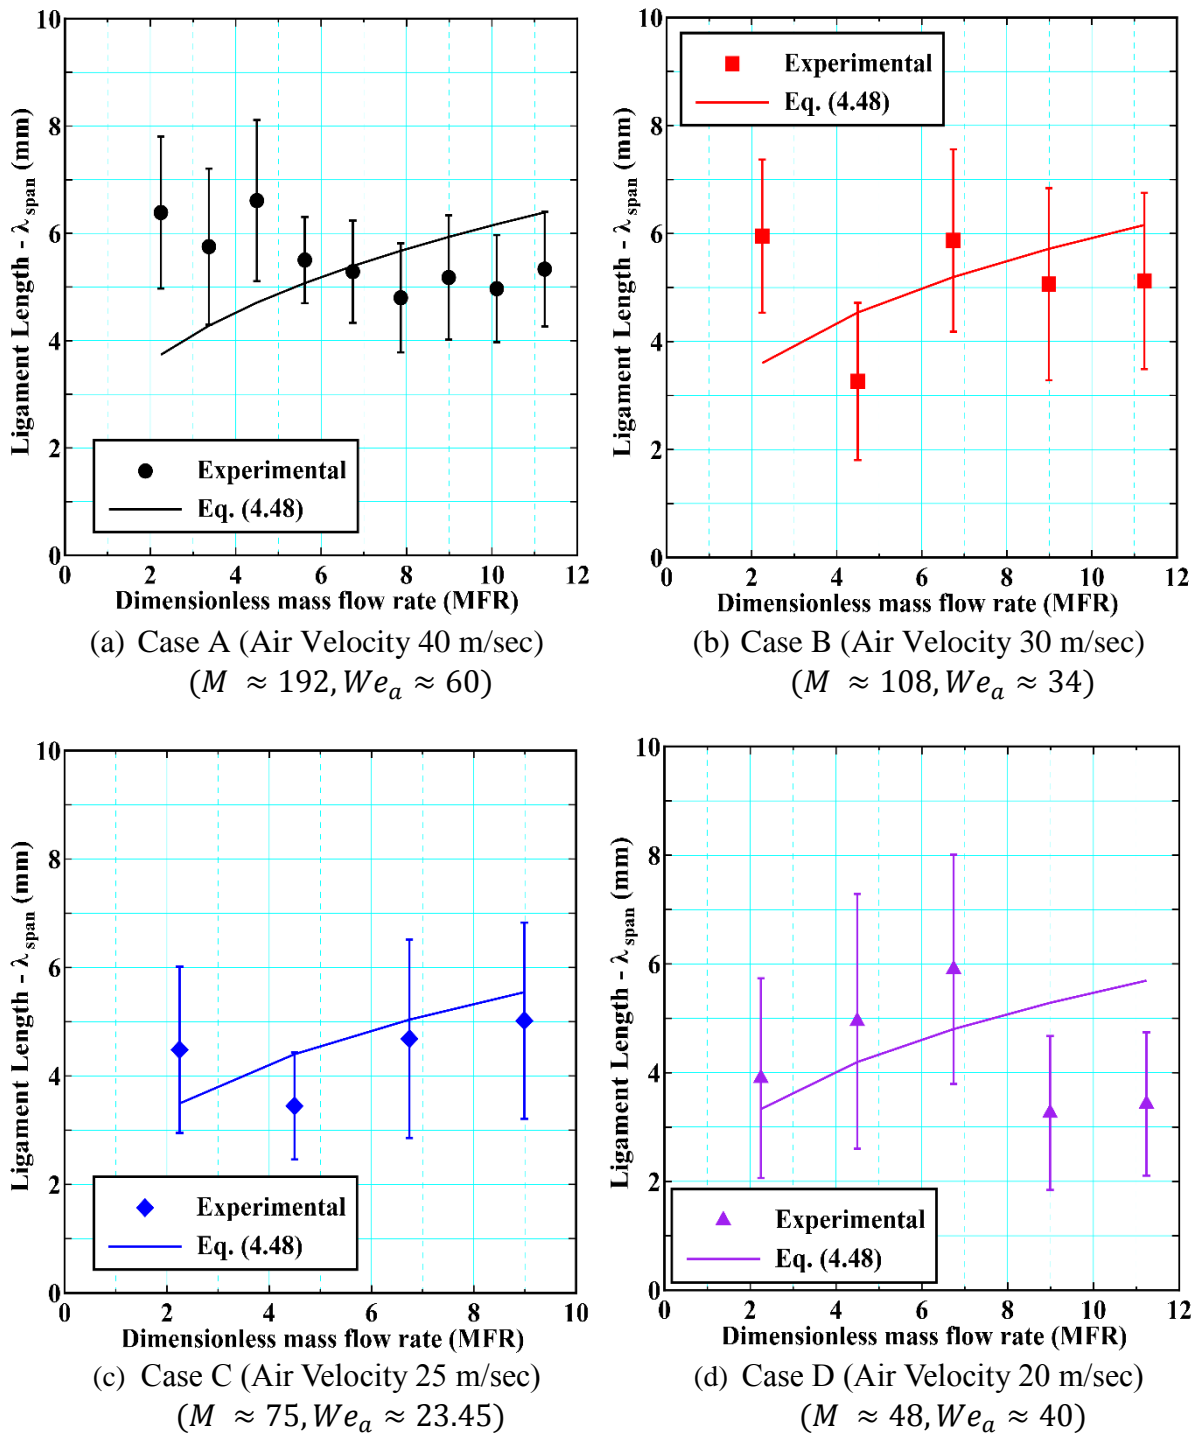 10
8
6
4
2
0
Ligament Length - λspan (mm)
Experimental
Eq. (4.48)
0 2 4 6 8 10 12
Dimensionless mass flow rate (MFR)
(a) Case A (Air Velocity 40 m/sec)
(M ≈ 192, Weₐ ≈ 60)
10
8
6
4
2
0
Ligament Length - λspan (mm)
Experimental
Eq. (4.48)
0 2 4 6 8 10 12
Dimensionless mass flow rate (MFR)
(b) Case B (Air Velocity 30 m/sec)
(M ≈ 108, Weₐ ≈ 34)
10
8
6
4
2
0
Ligament Length - λspan (mm)
Experimental
Eq. (4.48)
0 2 4 6 8 10
Dimensionless mass flow rate (MFR)
(c) Case C (Air Velocity 25 m/sec)
(M ≈ 75, Weₐ ≈ 23.45)
10
8
6
4
2
0
Ligament Length - λspan (mm)
Experimental
Eq. (4.48)
0 2 4 6 8 10 12
Dimensionless mass flow rate (MFR)
(d) Case D (Air Velocity 20 m/sec)
(M ≈ 48, Weₐ ≈ 40)